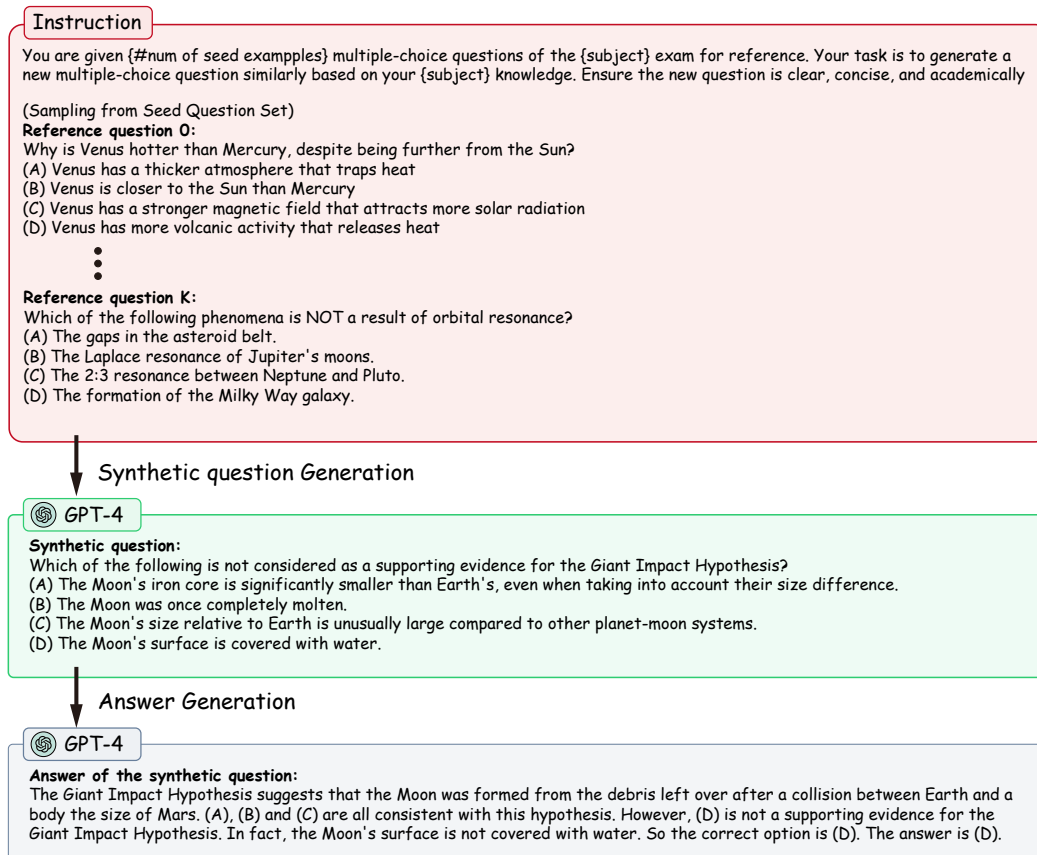 Instruction
You are given {#num of seed exampples} multiple-choice questions of the {subject} exam for reference. Your task is to generate a
new multiple-choice question similarly based on your {subject} knowledge. Ensure the new question is clear, concise, and academically
(Sampling from Seed Question Set)
Reference question 0:
Why is Venus hotter than Mercury, despite being further from the Sun?
(A) Venus has a thicker atmosphere that traps heat
(B) Venus is closer to the Sun than Mercury
(C) Venus has a stronger magnetic field that attracts more solar radiation
(D) Venus has more volcanic activity that releases heat
Reference question K:
Which of the following phenomena is NOT a result of orbital resonance?
(A) The gaps in the asteroid belt.
(B) The Laplace resonance of Jupiter's moons.
(C) The 2:3 resonance between Neptune and Pluto.
(D) The formation of the Milky Way galaxy.
Synthetic question Generation
GPT-4
Synthetic question:
Which of the following is not considered as a supporting evidence for the Giant Impact Hypothesis?
(A) The Moon's iron core is significantly smaller than Earth's, even when taking into account their size difference.
(B) The Moon was once completely molten.
(C) The Moon's size relative to Earth is unusually large compared to other planet-moon systems.
(D) The Moon's surface is covered with water.
Answer Generation
GPT-4
Answer of the synthetic question:
The Giant Impact Hypothesis suggests that the Moon was formed from the debris left over after a collision between Earth and a
body the size of Mars. (A), (B) and (C) are all consistent with this hypothesis. However, (D) is not a supporting evidence for the
Giant Impact Hypothesis. In fact, the Moon's surface is not covered with water. So the correct option is (D). The answer is (D).